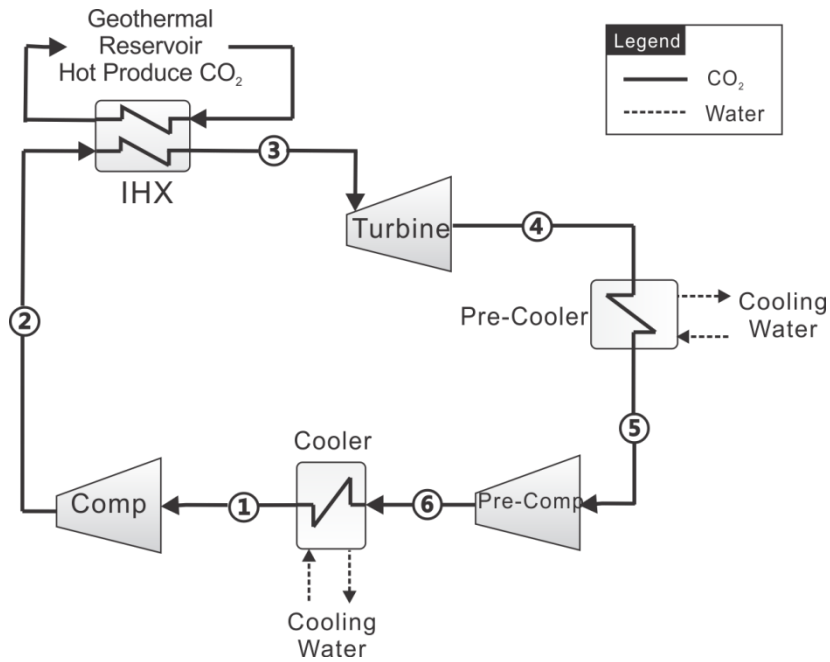 Geothermal
Reservoir
Hot Produce CO₂
IHX
Legend
CO₂
Water
③
Turbine
④
Pre-Cooler
Cooling
Water
②
⑤
Cooler
Comp
①
⑥
Pre-Comp
Cooling
Water